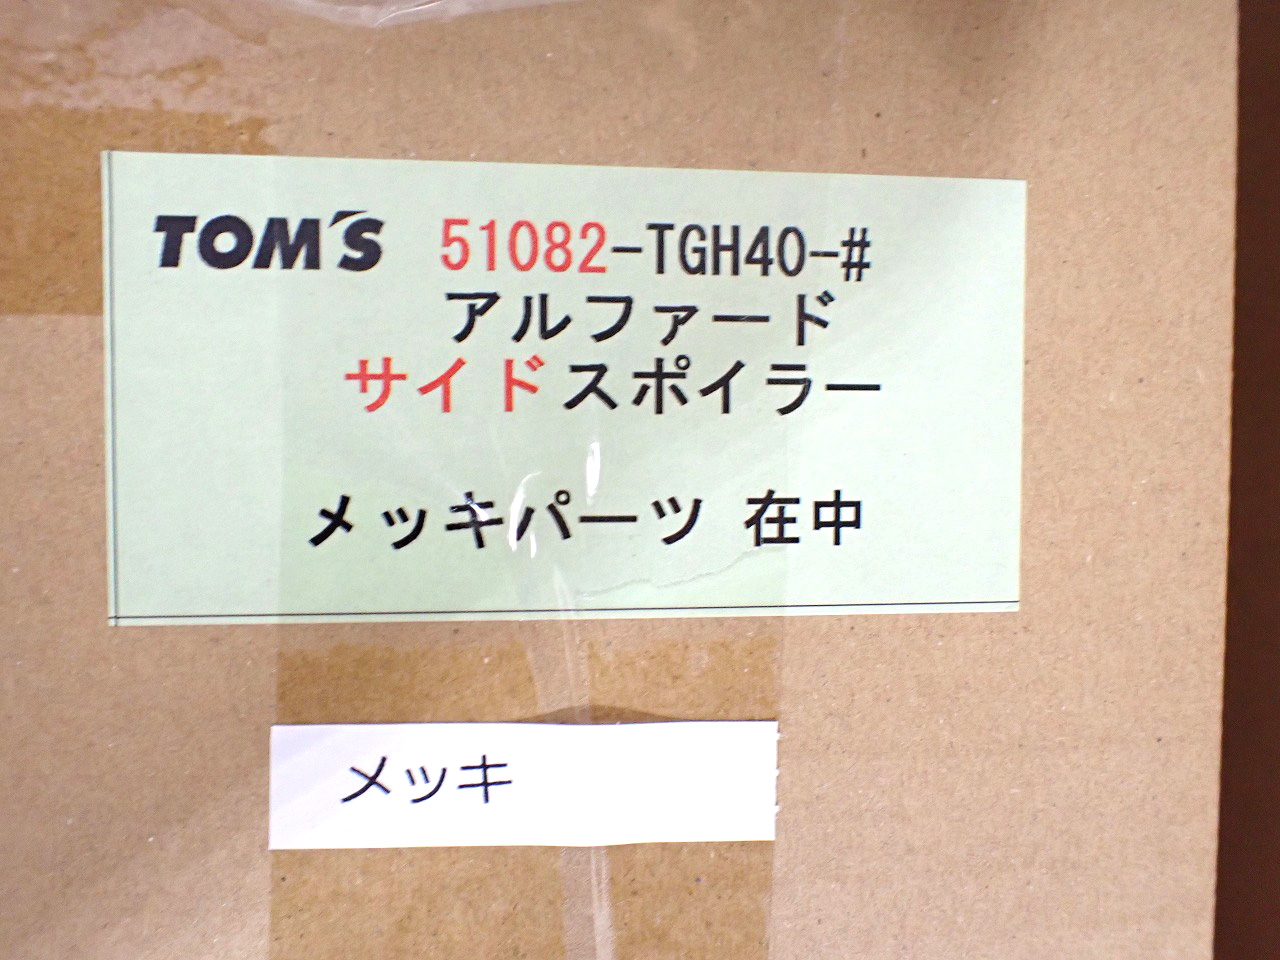 TOM'S 51082-TGH40-#
アルファード
サイドスポイラー
メッキパーツ 在中
メッキ